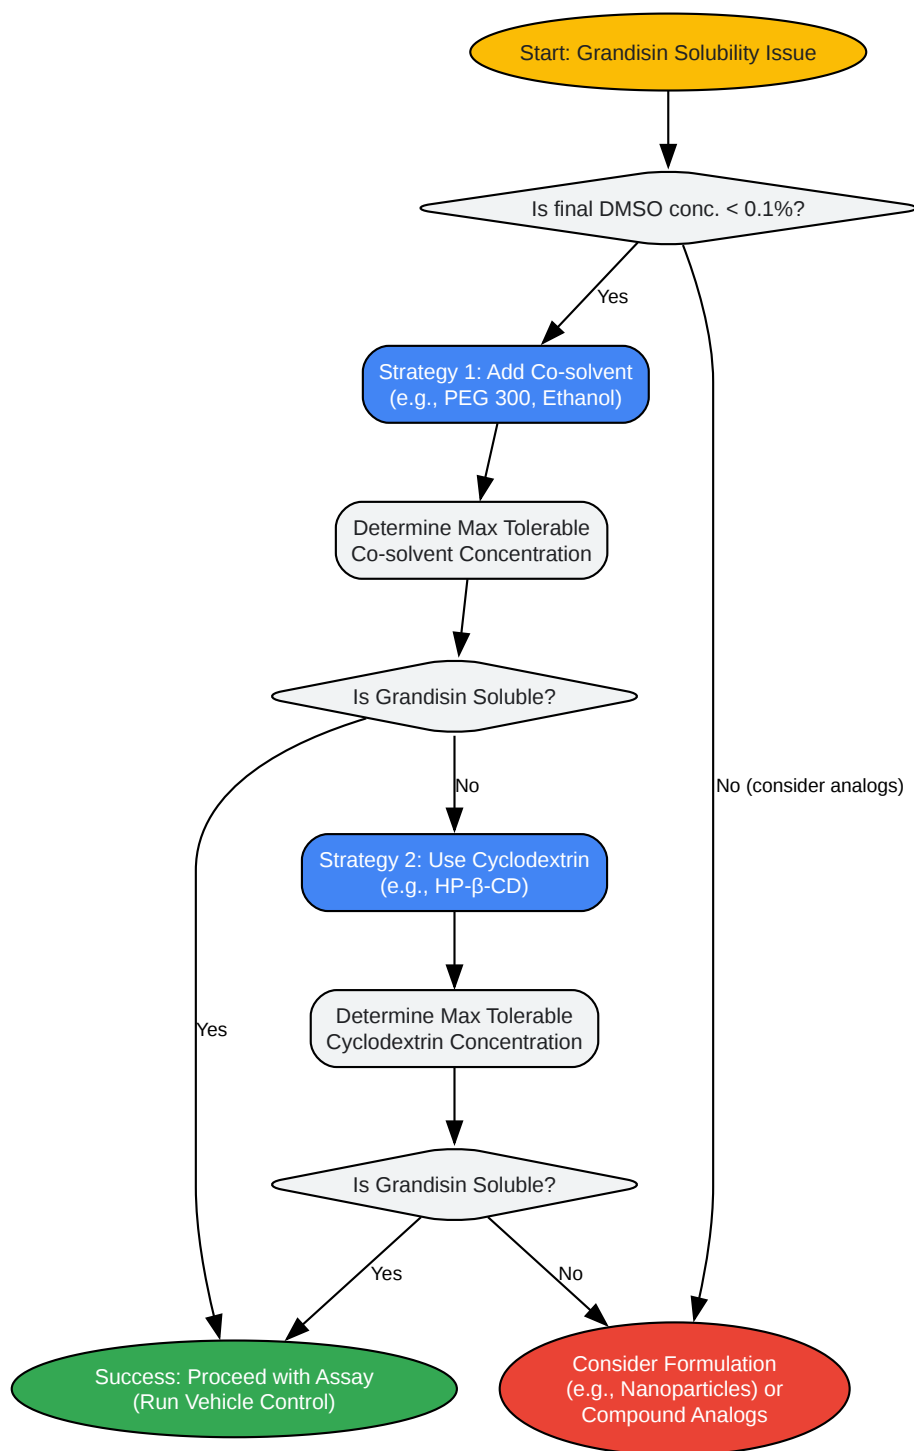 Start: Grandisin Solubility Issue
Is final DMSO conc. < 0.1%?
Yes
Strategy 1: Add Co-solvent
(e.g., PEG 300, Ethanol)
Determine Max Tolerable
Co-solvent Concentration
Is Grandisin Soluble?
No
No (consider analogs)
Strategy 2: Use Cyclodextrin
(e.g., HP-β-CD)
Determine Max Tolerable
Cyclodextrin Concentration
Yes
Is Grandisin Soluble?
Yes
No
Success: Proceed with Assay
(Run Vehicle Control)
Consider Formulation
(e.g., Nanoparticles) or
Compound Analogs